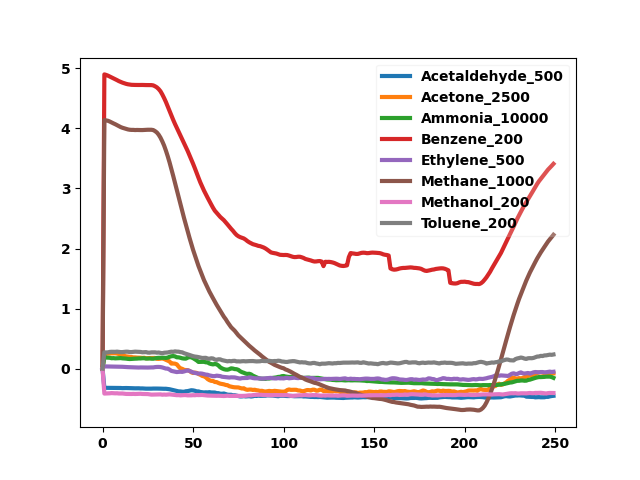 5
4
3
2
1
0
0
50
100
150
200
250
Acetaldehyde_500
Acetone_2500
Ammonia_10000
Benzene_200
Ethylene_500
Methane_1000
Methanol_200
Toluene_200